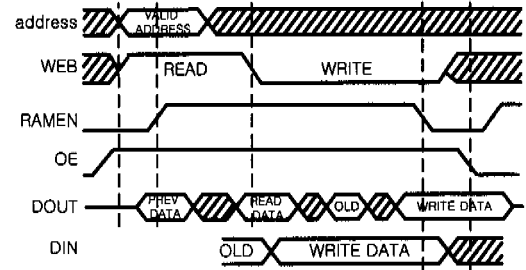 address VALID ADDRESS
WEB READ WRITE
RAMEN
OE
DOUT PREV DATA READ DATA OLD WRITE DATA
DIN OLD WRITE DATA